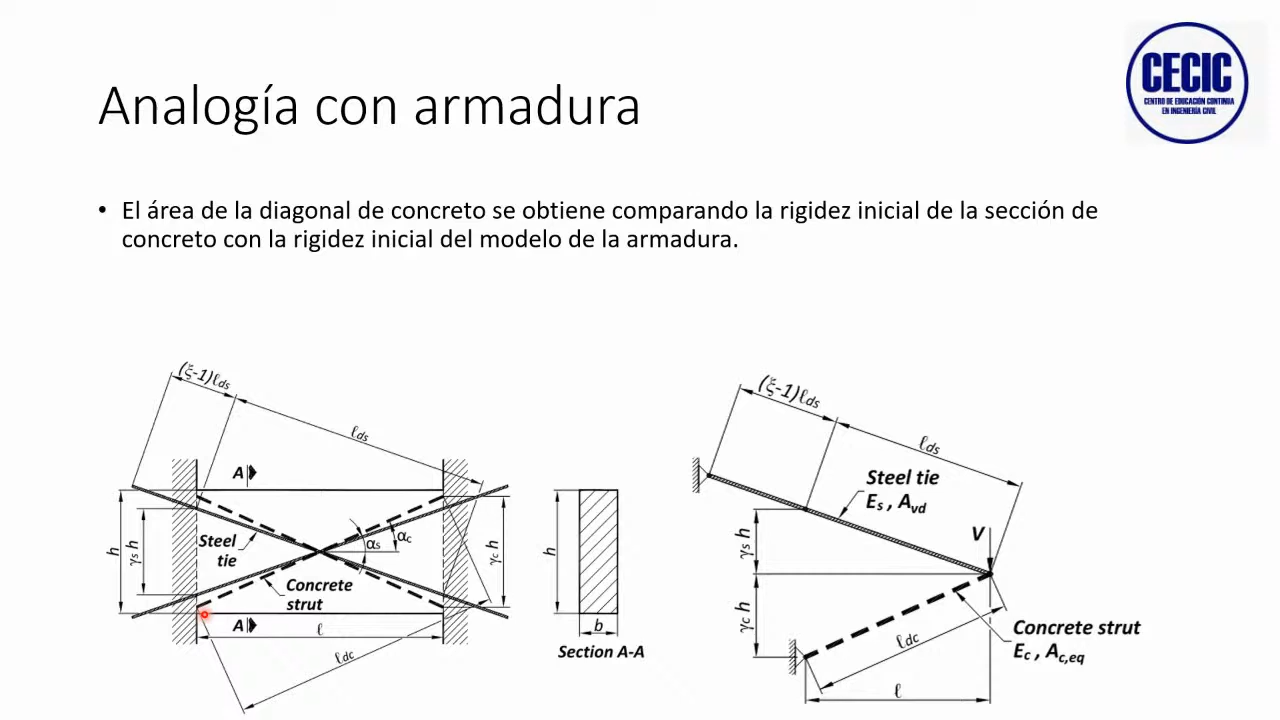 CECIC
CENTRO DE EDUCACIÓN CONTINUA
EN INGENIERÍA CIVIL
Analogía con armadura
• El área de la diagonal de concreto se obtiene comparando la rigidez inicial de la sección de
concreto con la rigidez inicial del modelo de la armadura.
(ξ-1)ℓds
ℓds
A
h
γs h
Steel
tie
αs
αc
γc h
Concrete
strut
A
ℓ
ℓdc
h
b
Section A-A
(ξ-1)ℓds
ℓds
Steel tie
Es , Avd
V
γs h
γc h
Concrete strut
Ec , Ac,eq
ℓdc
ℓ